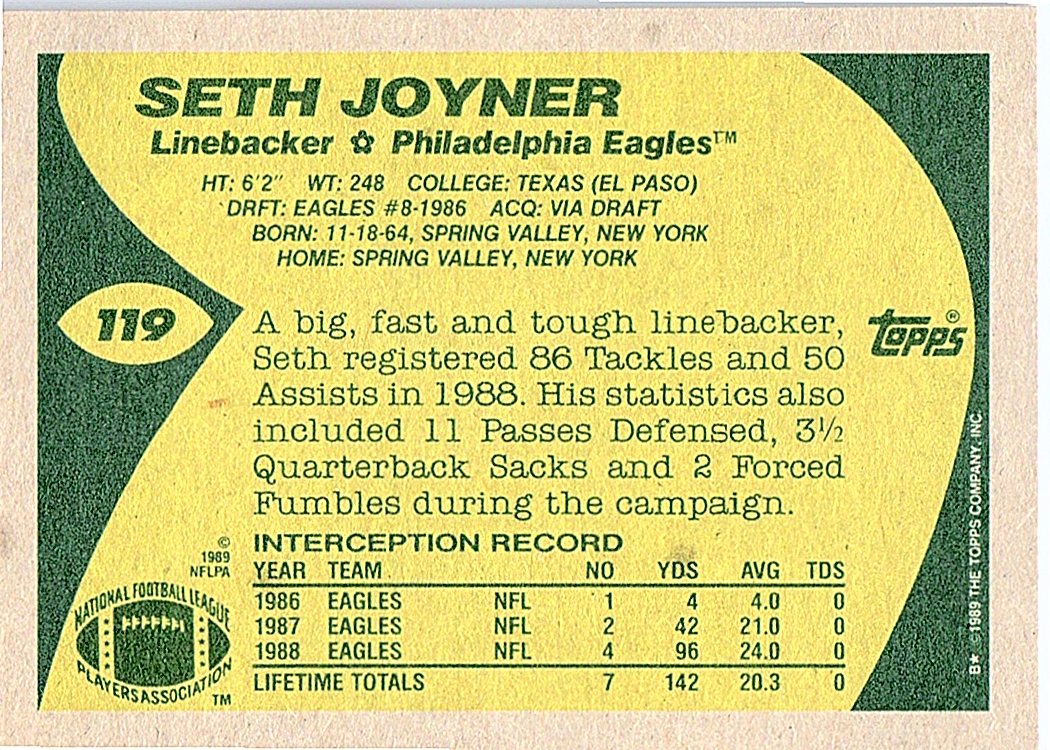 SETH JOYNER
Linebacker ✿ Philadelphia Eagles™
HT: 6'2" WT: 248 COLLEGE: TEXAS (EL PASO)
DRFT: EAGLES #8-1986 ACQ: VIA DRAFT
BORN: 11-18-64, SPRING VALLEY, NEW YORK
HOME: SPRING VALLEY, NEW YORK
119
A big, fast and tough linebacker,
Seth registered 86 Tackles and 50
Assists in 1988. His statistics also
included 11 Passes Defensed, 3½
Quarterback Sacks and 2 Forced
Fumbles during the campaign.
topps®
INTERCEPTION RECORD
YEAR TEAM NO YDS AVG TDS
1986 EAGLES NFL 1 4 4.0 0
1987 EAGLES NFL 2 42 21.0 0
1988 EAGLES NFL 4 96 24.0 0
LIFETIME TOTALS 7 142 20.3 0
©
1989
NFLPA
NATIONAL FOOTBALL LEAGUE
PLAYERS ASSOCIATION
TM
B* © 1989 THE TOPPS COMPANY, INC.